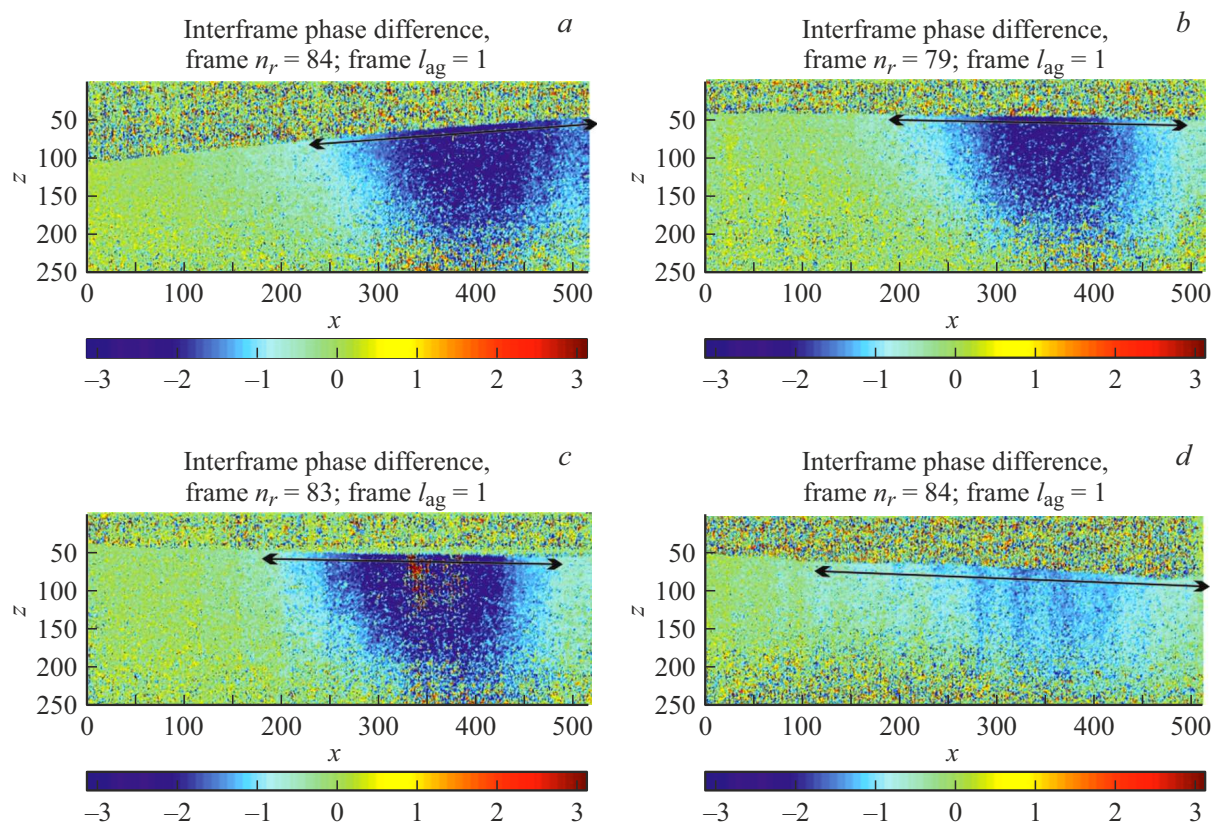 Interframe phase difference, a
frame n_r = 84; frame l_ag = 1
50
100
150
200
250
z
0 100 200 300 400 500
x
–3 –2 –1 0 1 2 3
Interframe phase difference, b
frame n_r = 79; frame l_ag = 1
50
100
150
200
250
z
0 100 200 300 400 500
x
–3 –2 –1 0 1 2 3
Interframe phase difference, c
frame n_r = 83; frame l_ag = 1
50
100
150
200
250
z
0 100 200 300 400 500
x
–3 –2 –1 0 1 2 3
Interframe phase difference, d
frame n_r = 84; frame l_ag = 1
50
100
150
200
250
z
0 100 200 300 400 500
x
–3 –2 –1 0 1 2 3